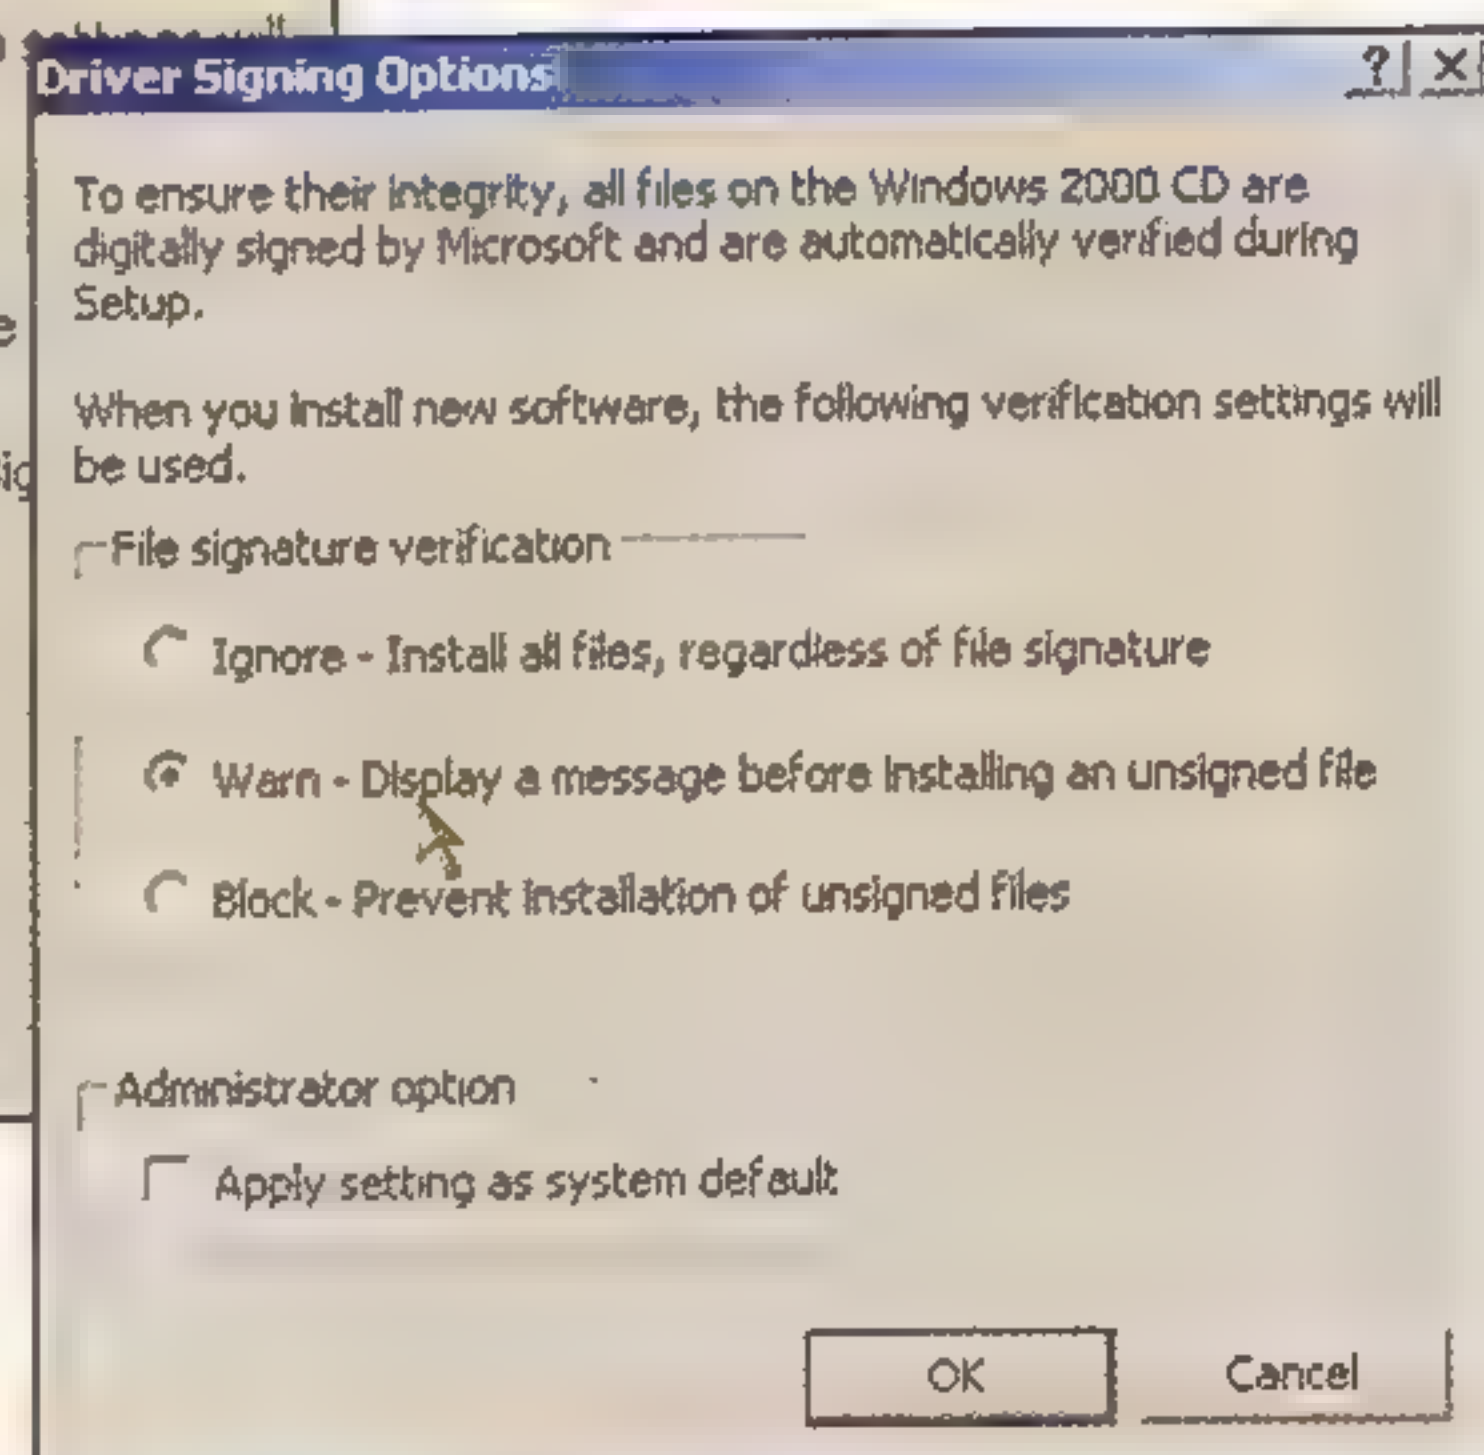 Driver Signing Options
To ensure their integrity, all files on the Windows 2000 CD are
digitally signed by Microsoft and are automatically verified during
Setup.
When you install new software, the following verification settings will
be used.
File signature verification
Ignore - Install all files, regardless of file signature
Warn - Display a message before installing an unsigned file
Block - Prevent installation of unsigned files
Administrator option
Apply setting as system default
OK Cancel